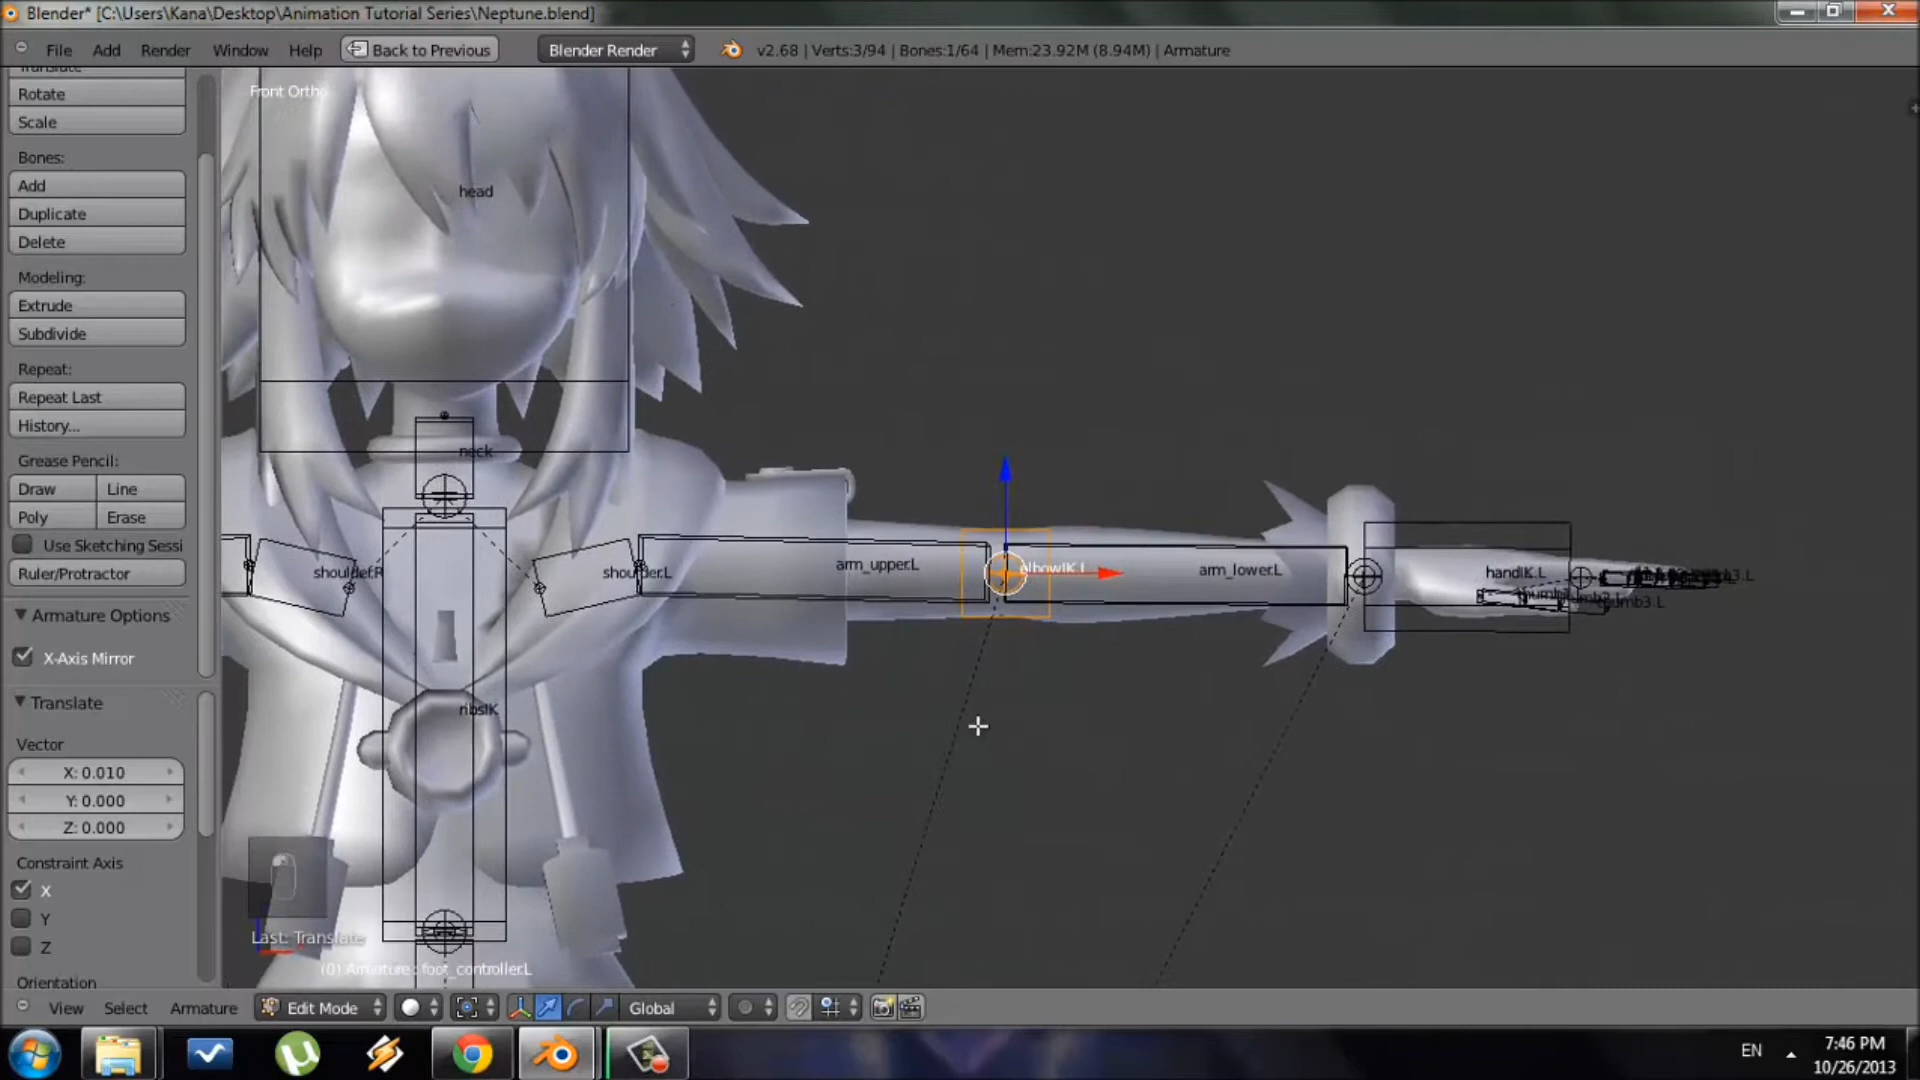 Blender* [C:\Users\Kana\Desktop\Animation Tutorial Series\Neptune.blend]
File Add Render Window Help Back to Previous Blender Render v2.68 | Verts:3/94 | Bones:1/64 | Mem:23.92M (8.94M) | Armature
Translate
Rotate
Scale
Bones:
Add
Duplicate
Delete
Modeling:
Extrude
Subdivide
Repeat:
Repeat Last
History...
Grease Pencil:
Draw Line
Poly Erase
Use Sketching Sessi
Ruler/Protractor
Armature Options
X-Axis Mirror
Translate
Vector
X: 0.010
Y: 0.000
Z: 0.000
Constraint Axis
X
Y
Z
Orientation
Front Ortho
head
neck
shoulder.R
shoulder.L
arm_upper.L
elbowIK.L
arm_lower.L
handIK.L
thumb3.L
ribsIK
Last: Translate
(0) Armature : foot_controller.L
View Select Armature Edit Mode Global
EN
7:46 PM
10/26/2013